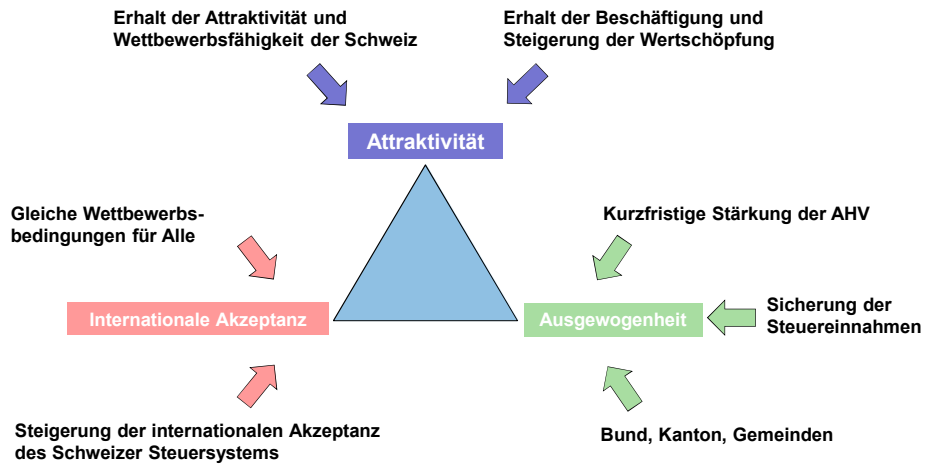 Erhalt der Attraktivität und
Wettbewerbsfähigkeit der Schweiz
Erhalt der Beschäftigung und
Steigerung der Wertschöpfung
Attraktivität
Gleiche Wettbewerbs-
bedingungen für Alle
Kurzfristige Stärkung der AHV
Internationale Akzeptanz
Ausgewogenheit
Sicherung der
Steuereinnahmen
Steigerung der internationalen Akzeptanz
des Schweizer Steuersystems
Bund, Kanton, Gemeinden